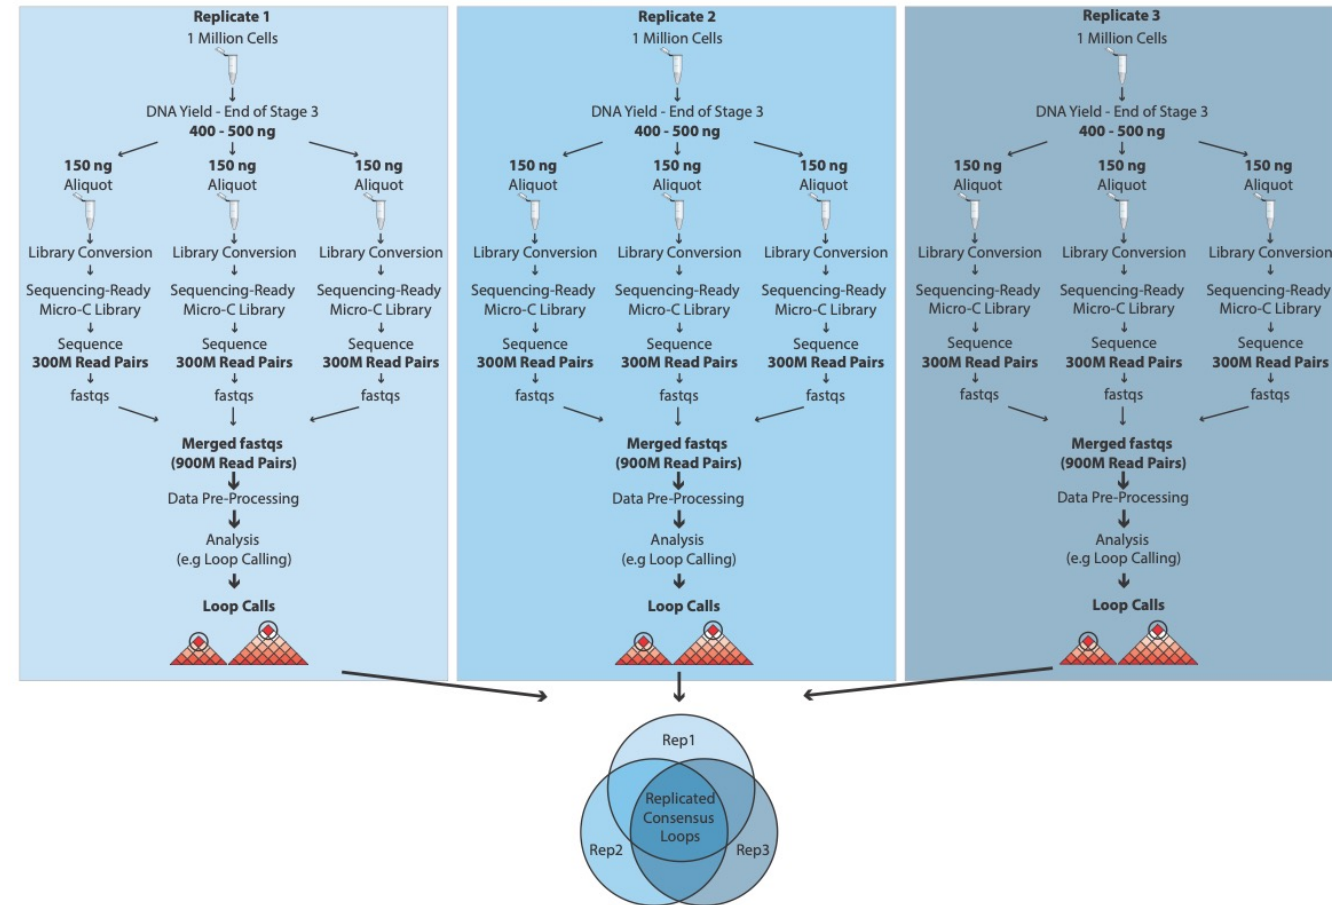 Replicate 1
1 Million Cells
DNA Yield - End of Stage 3
400 - 500 ng
150 ng
Aliquot
150 ng
Aliquot
150 ng
Aliquot
Library Conversion
Library Conversion
Library Conversion
Sequencing-Ready
Micro-C Library
Sequencing-Ready
Micro-C Library
Sequencing-Ready
Micro-C Library
Sequence
300M Read Pairs
Sequence
300M Read Pairs
Sequence
300M Read Pairs
fastqs
fastqs
fastqs
Merged fastqs
(900M Read Pairs)
Data Pre-Processing
Analysis
(e.g Loop Calling)
Loop Calls
Replicate 2
1 Million Cells
DNA Yield - End of Stage 3
400 - 500 ng
150 ng
Aliquot
150 ng
Aliquot
150 ng
Aliquot
Library Conversion
Library Conversion
Library Conversion
Sequencing-Ready
Micro-C Library
Sequencing-Ready
Micro-C Library
Sequencing-Ready
Micro-C Library
Sequence
300M Read Pairs
Sequence
300M Read Pairs
Sequence
300M Read Pairs
fastqs
fastqs
fastqs
Merged fastqs
(900M Read Pairs)
Data Pre-Processing
Analysis
(e.g Loop Calling)
Loop Calls
Replicate 3
1 Million Cells
DNA Yield - End of Stage 3
400 - 500 ng
150 ng
Aliquot
150 ng
Aliquot
150 ng
Aliquot
Library Conversion
Library Conversion
Library Conversion
Sequencing-Ready
Micro-C Library
Sequencing-Ready
Micro-C Library
Sequencing-Ready
Micro-C Library
Sequence
300M Read Pairs
Sequence
300M Read Pairs
Sequence
300M Read Pairs
fastqs
fastqs
fastqs
Merged fastqs
(900M Read Pairs)
Data Pre-Processing
Analysis
(e.g Loop Calling)
Loop Calls
Rep1
Replicated
Consensus
Loops
Rep2
Rep3